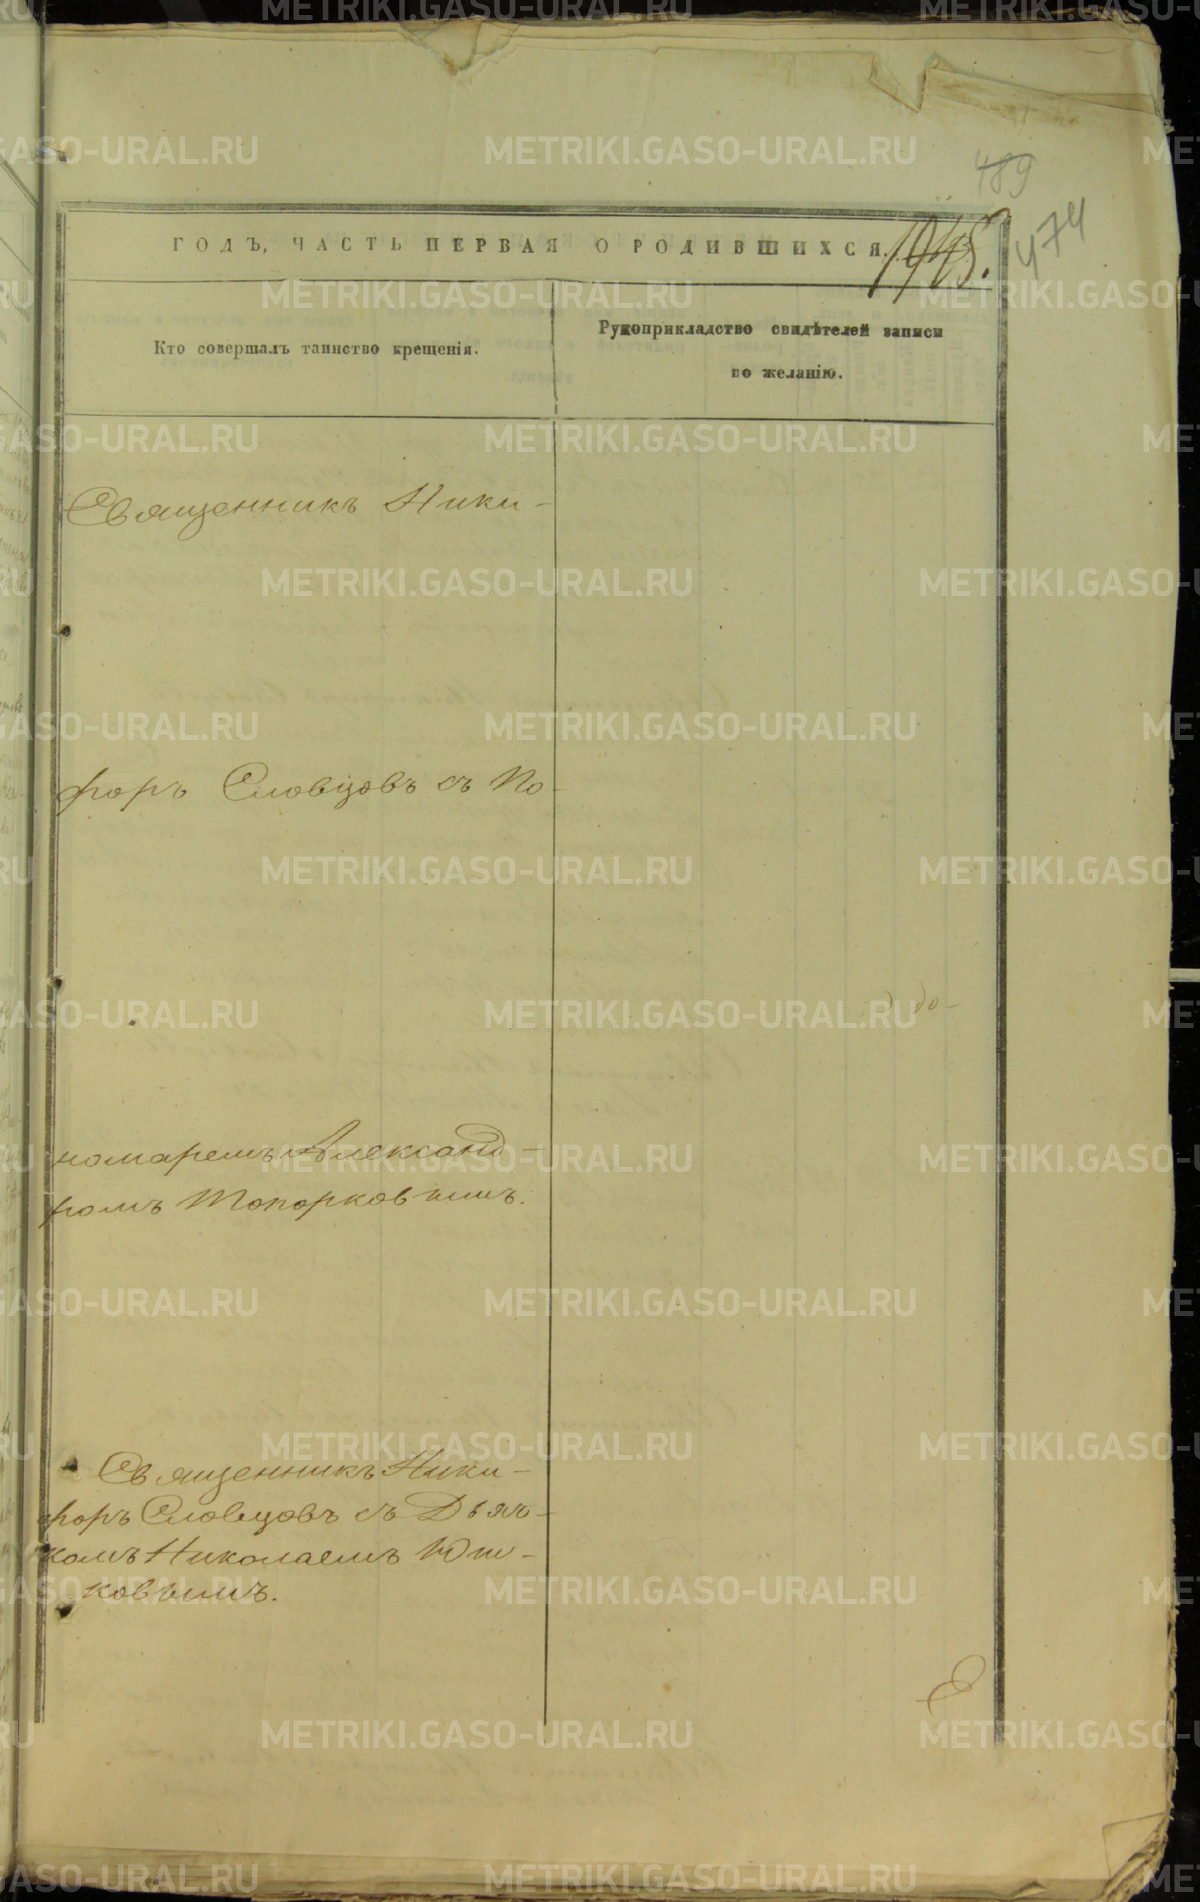 489
474
ГОДЪ, ЧАСТЬ ПЕРВАЯ О РОДИВШИХСЯ.
Кто совершалъ таинство крещенія.
Рукоприкладство свидѣтелей записи
по желанію.
Священникъ Ники-
форъ Словцовъ съ По-
до-
номаремъ Александ-
ромъ Топорковымъ.
Священникъ Ники-
форъ Словцовъ съ Дьяч-
комъ Николаемъ Юш-
ковымъ.
METRIKI.GASO-URAL.RU